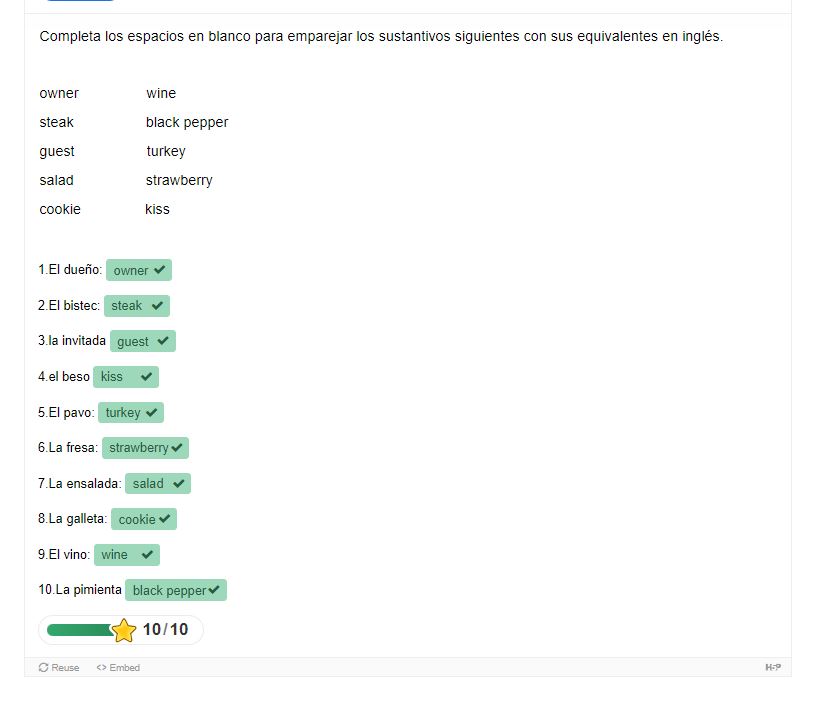 Completa los espacios en blanco para emparejar los sustantivos siguientes con sus equivalentes en inglés.
owner wine
steak black pepper
guest turkey
salad strawberry
cookie kiss
1.El dueño: owner
2.El bistec: steak
3.la invitada guest
4.el beso kiss
5.El pavo: turkey
6.La fresa: strawberry
7.La ensalada: salad
8.La galleta: cookie
9.El vino: wine
10.La pimienta black pepper
10/10
Reuse <> Embed H-P